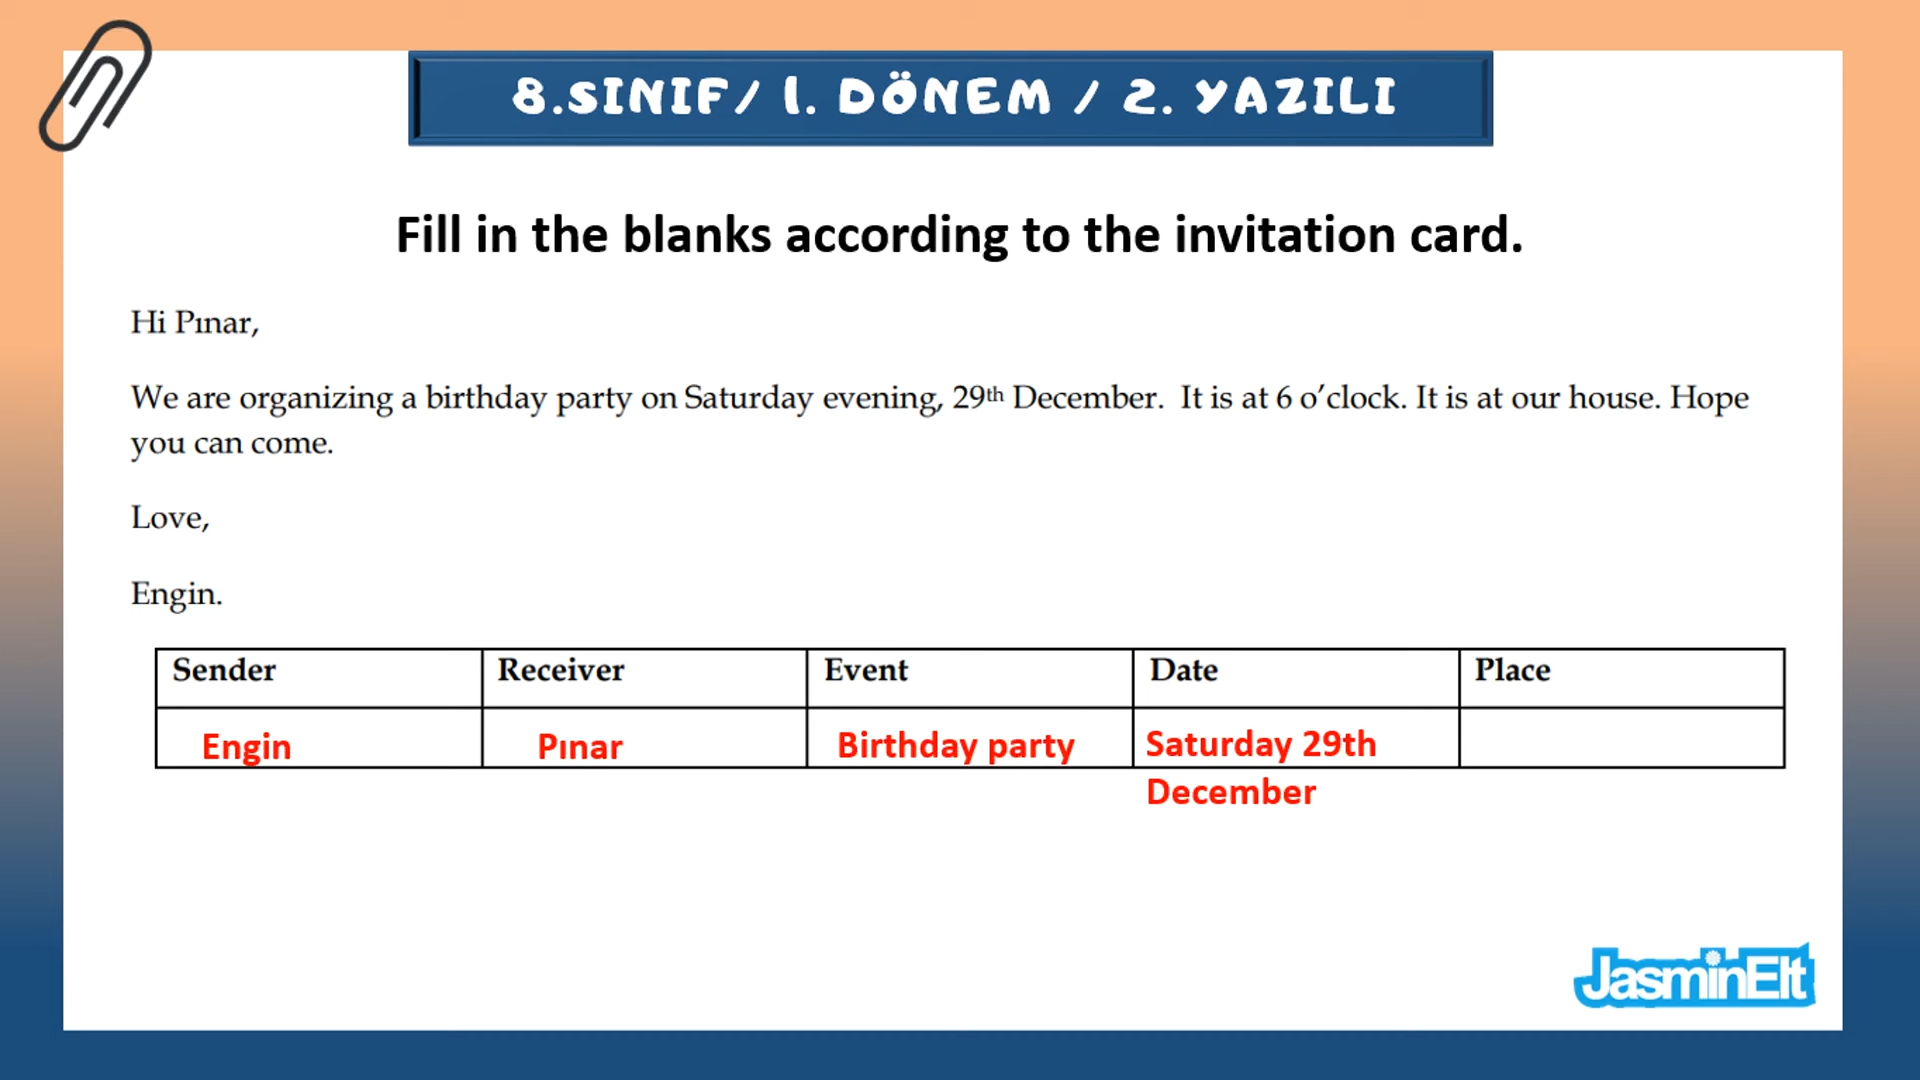 8.SINIF/ 1. DÖNEM / 2. YAZILI
Fill in the blanks according to the invitation card.
Hi Pınar,
We are organizing a birthday party on Saturday evening, 29th December.  It is at 6 o’clock. It is at our house. Hope
you can come.
Love,
Engin.
Sender Receiver Event Date Place
Engin Pınar Birthday party Saturday 29th
December
JasminElt